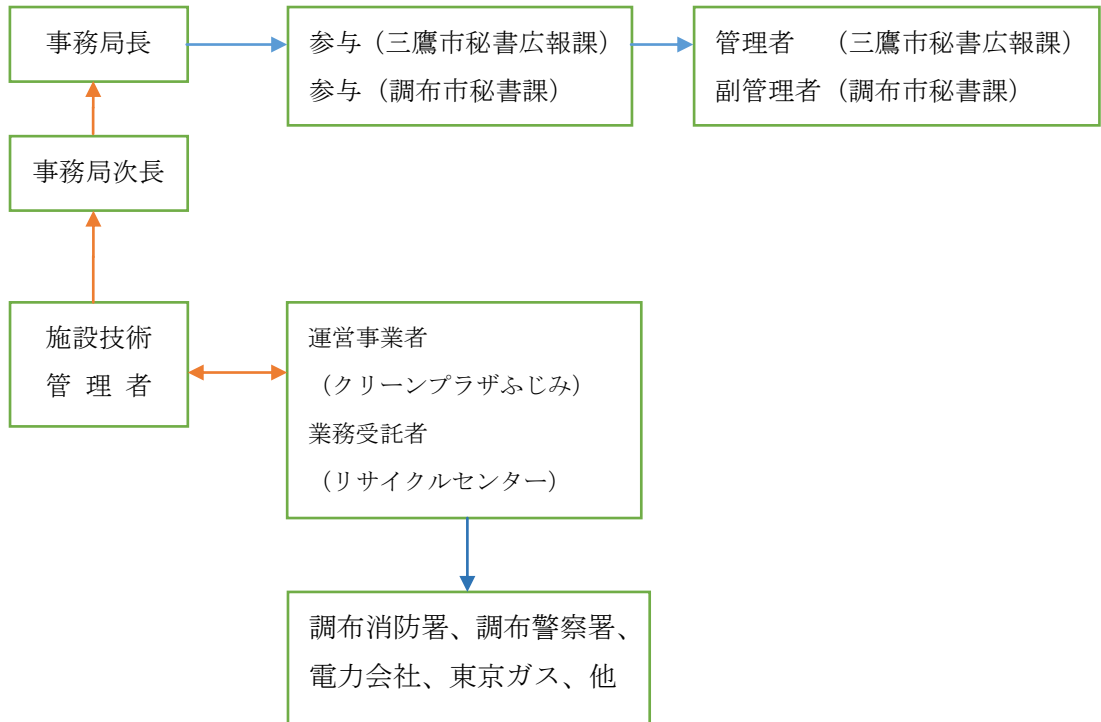 事務局長
参与（三鷹市秘書広報課）
参与（調布市秘書課）
管理者　（三鷹市秘書広報課）
副管理者（調布市秘書課）
事務局次長
施設技術
管 理 者
運営事業者
（クリーンプラザふじみ）
業務受託者
（リサイクルセンター）
調布消防署、調布警察署、
電力会社、東京ガス、他